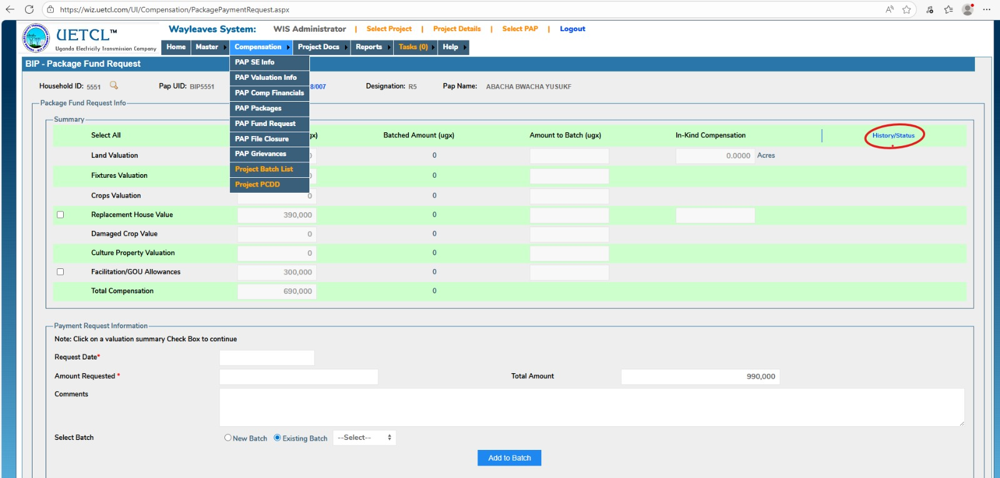 https://wiz.uetcl.com/UI/Compensation/PackagePaymentRequest.aspx
UETCL™
Uganda Electricity Transmission Company
Wayleaves System: WIS Administrator | Select Project | Project Details | Select PAP | Logout
Home Master Compensation Project Docs Reports Tasks (0) Help
BIP - Package Fund Request
PAP SE Info
PAP Valuation Info
PAP Comp Financials
PAP Packages
PAP Fund Request
PAP File Closure
PAP Grievances
Project Batch List
Project PCDD
Household ID: 5551 Pap UID: BIP5551 8/007 Designation: R5 Pap Name: ABACHA BWACHA YUSUKF
Package Fund Request Info
Summary
Select All gx) Batched Amount (ugx) Amount to Batch (ugx) In-Kind Compensation History/Status
Land Valuation 0 0.0000 Acres
Fixtures Valuation 0
Crops Valuation 0 0
Replacement House Value 390,000 0
Damaged Crop Value 0 0
Culture Property Valuation 0 0
Facilitation/GOU Allowances 300,000 0
Total Compensation 690,000 0
Payment Request Information
Note: Click on a valuation summary Check Box to continue
Request Date*
Amount Requested * Total Amount 990,000
Comments
Select Batch New Batch Existing Batch --Select--
Add to Batch